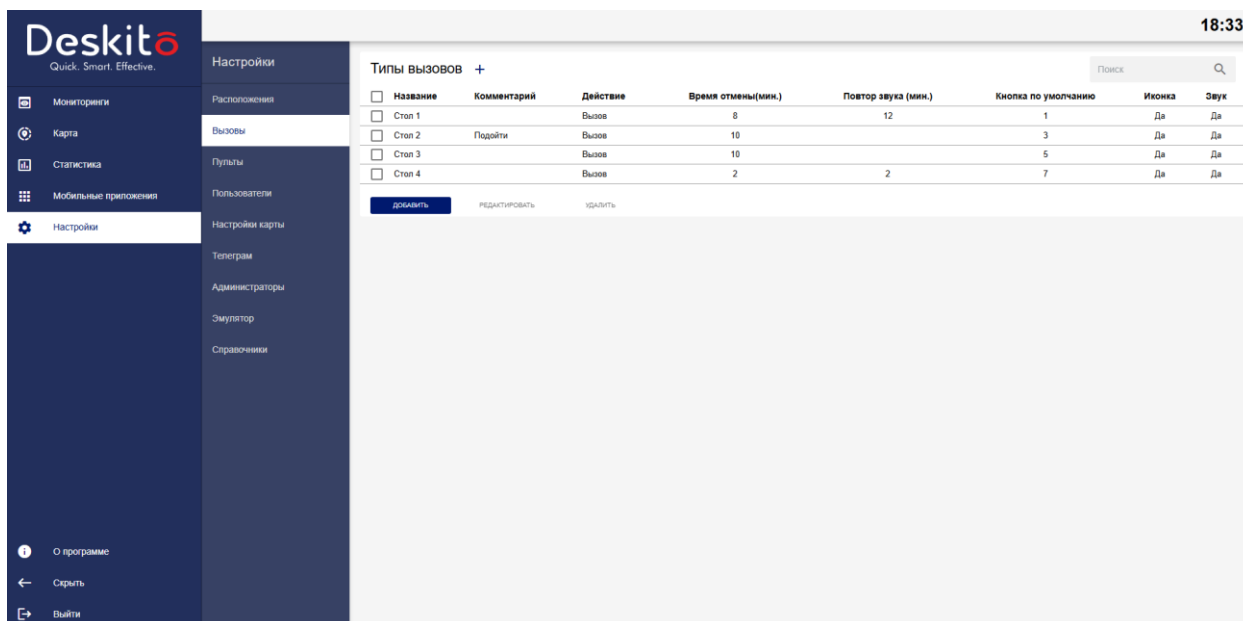 Deskito
Quick. Smart. Effective.
18:33
Мониторинги
Карта
Статистика
Мобильные приложения
Настройки
О программе
Скрыть
Выйти
Настройки
Расположения
Вызовы
Пульты
Пользователи
Настройки карты
Телеграм
Администраторы
Эмулятор
Справочники
Типы вызовов +
Поиск
Название Комментарий Действие Время отмены(мин.) Повтор звука (мин.) Кнопка по умолчанию Иконка Звук
Стол 1 Вызов 8 12 1 Да Да
Стол 2 Подойти Вызов 10 3 Да Да
Стол 3 Вызов 10 5 Да Да
Стол 4 Вызов 2 2 7 Да Да
ДОБАВИТЬ РЕДАКТИРОВАТЬ УДАЛИТЬ